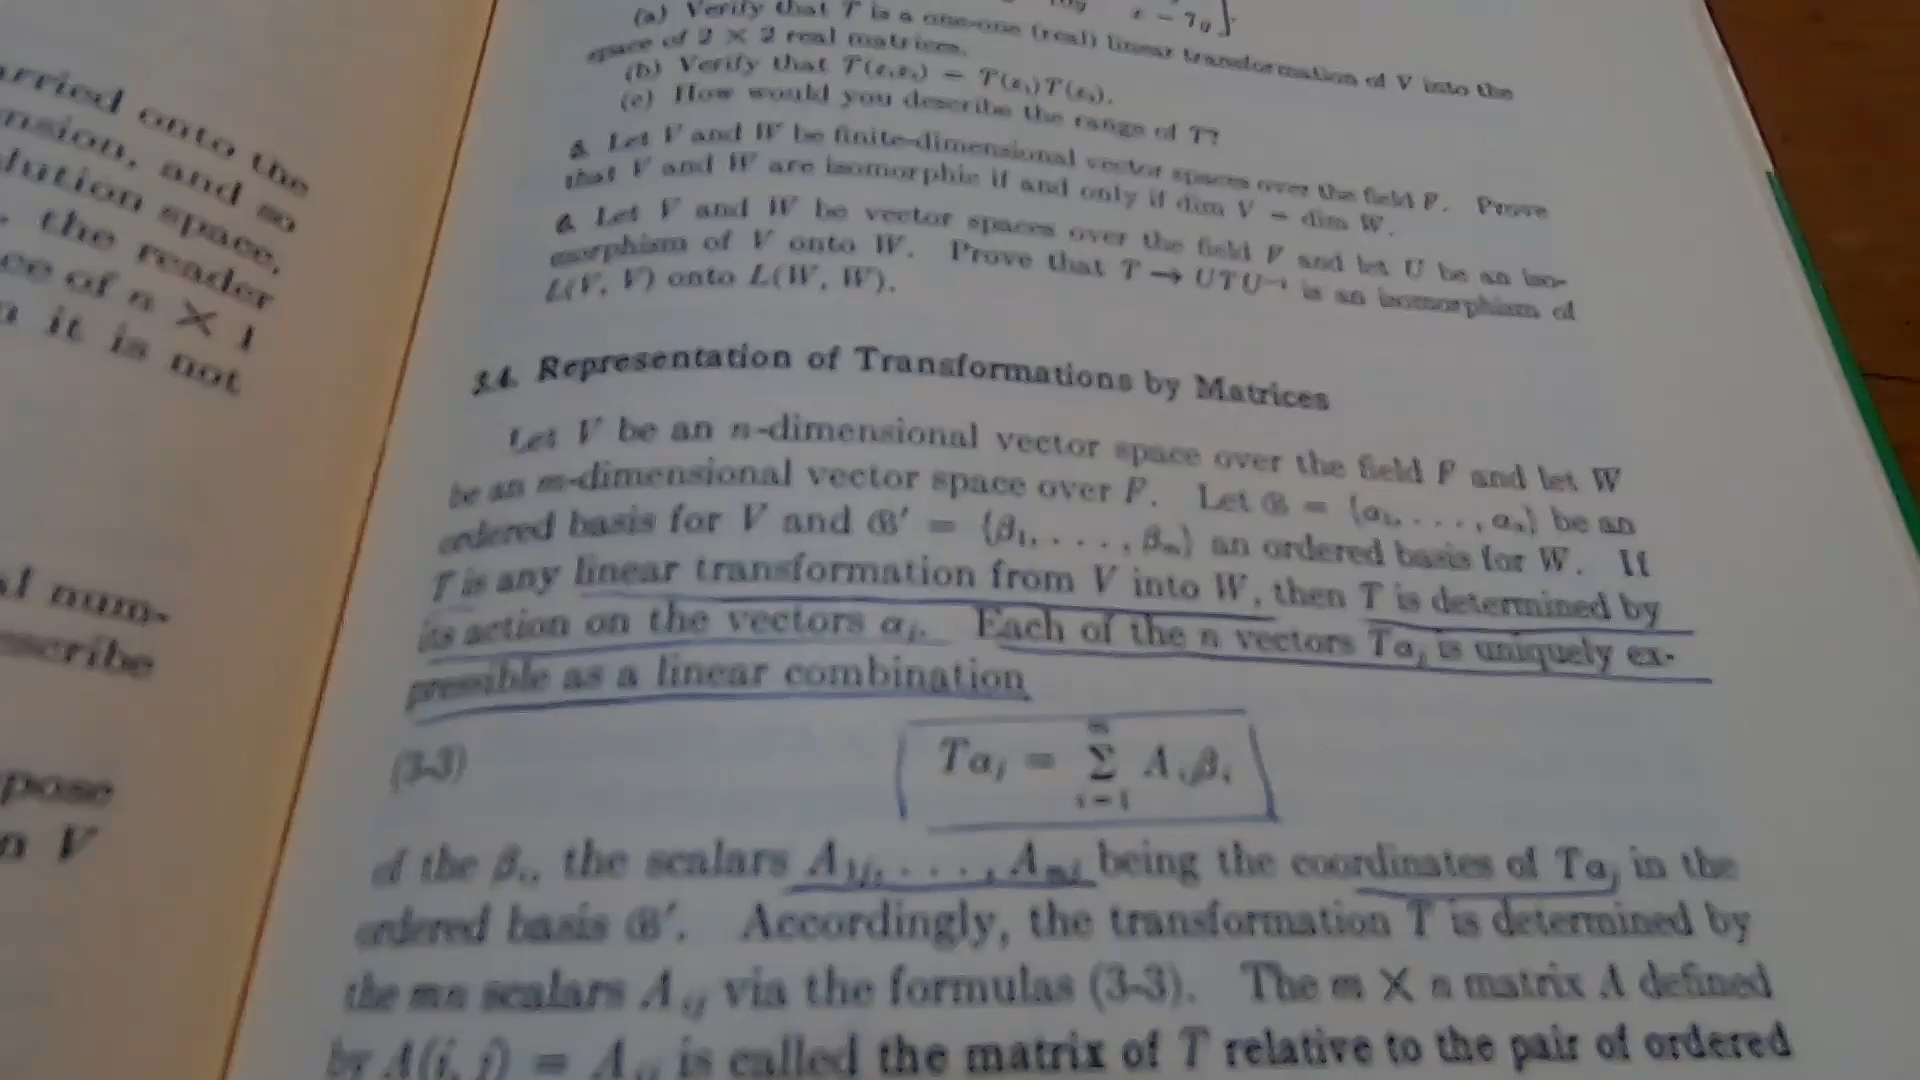 rried onto the
nsion, and so
lution space,
the reader
ce of n × 1
it is not
l num-
scribe
pose
n V
(a) Verify that T is a one-one (real) linear transformation of V into the
space of 2 × 2 real matrices.
(b) Verify that T(z₁z₂) = T(z₁)T(z₂).
(c) How would you describe the range of T?
5. Let V and W be finite-dimensional vector spaces over the field F. Prove
that V and W are isomorphic if and only if dim V = dim W.
6. Let V and W be vector spaces over the field F and let U be an iso-
morphism of V onto W. Prove that T → UTU⁻¹ is an isomorphism of
L(V, V) onto L(W, W).
3.4. Representation of Transformations by Matrices
Let V be an n-dimensional vector space over the field F and let W
be an m-dimensional vector space over F. Let ℬ = {α₁, . . . , αₙ} be an
ordered basis for V and ℬ′ = {β₁, . . . , βₘ} an ordered basis for W. If
T is any linear transformation from V into W, then T is determined by
its action on the vectors αⱼ. Each of the n vectors Tαⱼ is uniquely ex-
pressible as a linear combination
(3-3) Tαⱼ = Σ A ᵢⱼβᵢ
i=1
of the βᵢ, the scalars A₁ⱼ, . . . , Aₘⱼ being the coordinates of Tαⱼ in the
ordered basis ℬ′. Accordingly, the transformation T is determined by
the mn scalars Aᵢⱼ via the formulas (3-3). The m × n matrix A defined
by A(i, j) = Aᵢⱼ is called the matrix of T relative to the pair of ordered